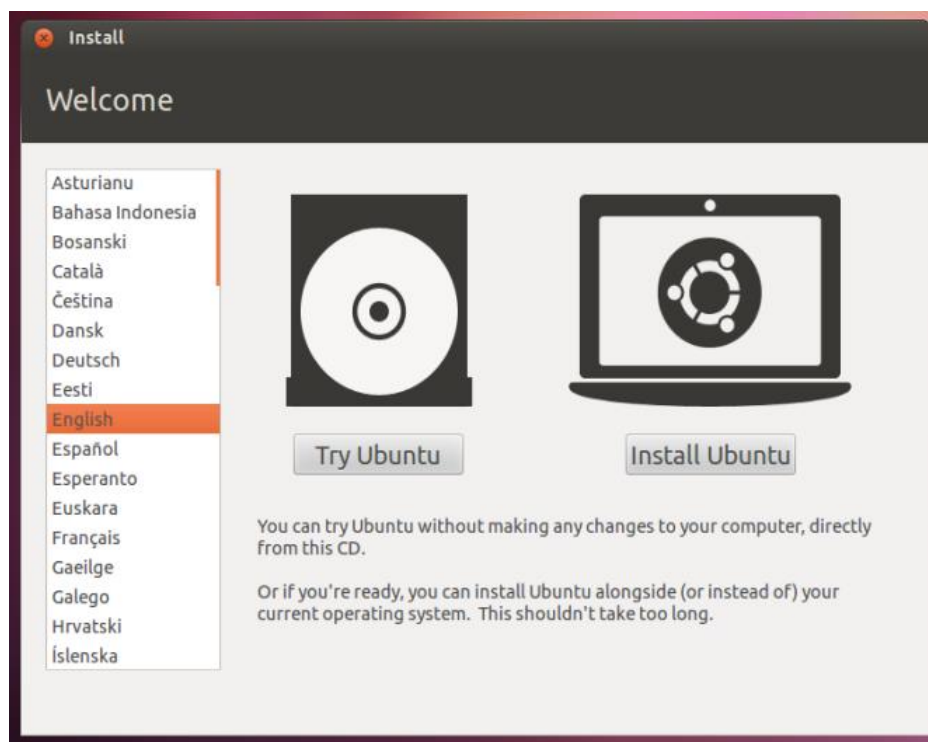 Install
Welcome
Asturianu
Bahasa Indonesia
Bosanski
Català
Čeština
Dansk
Deutsch
Eesti
English
Español
Esperanto
Euskara
Français
Gaeilge
Galego
Hrvatski
Íslenska
Try Ubuntu
Install Ubuntu
You can try Ubuntu without making any changes to your computer, directly
from this CD.
Or if you're ready, you can install Ubuntu alongside (or instead of) your
current operating system. This shouldn't take too long.